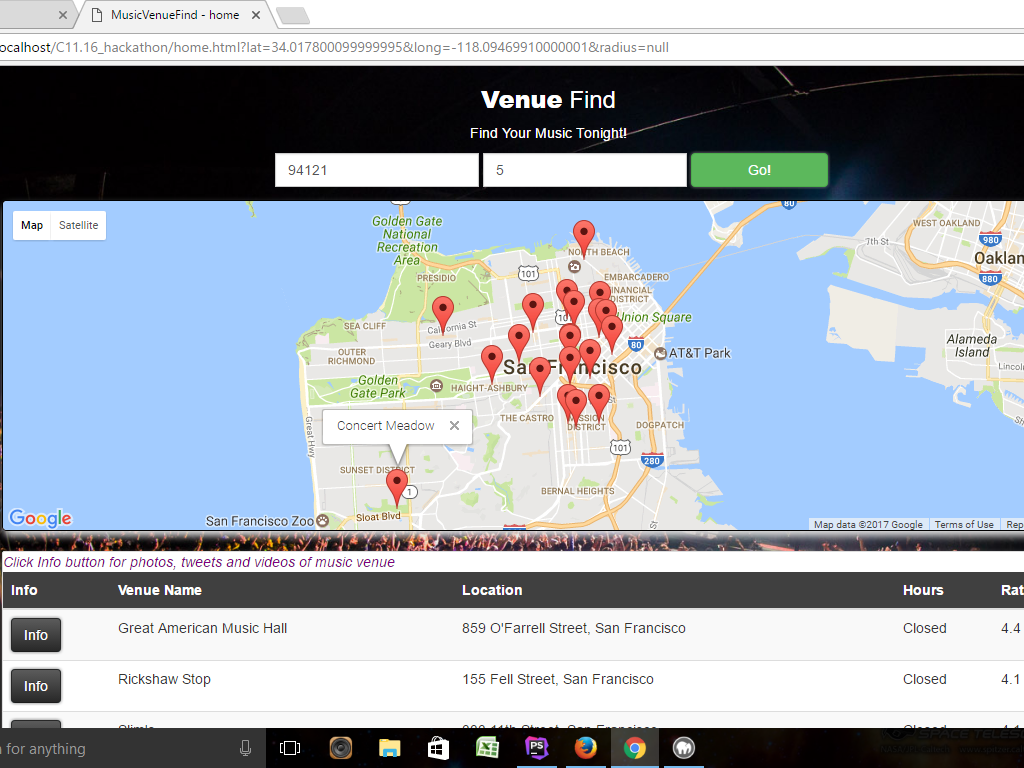 MusicVenueFind - home
ocalhost/C11.16_hackathon/home.html?lat=34.017800099999995&long=-118.09469910000001&radius=null
Venue Find
Find Your Music Tonight!
94121 5 Go!
Map Satellite
Golden Gate
National
Recreation
Area
PRESIDIO
101
NORTH BEACH
EMBARCADERO
FINANCIAL
DISTRICT
Union Square
80
WEST OAKLAND
7th St
980
Oaklan
880
SEA CLIFF
California St
Geary Blvd
OUTER
RICHMOND
80
AT&T Park
Alameda
Island
Lincol
San Francisco
Golden
Gate Park
HAIGHT-ASHBURY
THE CASTRO
MISSION
DISTRICT
DOGPATCH
Great Hwy
Concert Meadow
101
280
SUNSET DISTRICT
1
BERNAL HEIGHTS
Sloat Blvd
San Francisco Zoo
Google
Map data ©2017 Google Terms of Use Rep
Click Info button for photos, tweets and videos of music venue
Info Venue Name Location Hours Rat
Info Great American Music Hall 859 O'Farrell Street, San Francisco Closed 4.4
Info Rickshaw Stop 155 Fell Street, San Francisco Closed 4.1
for anything
PS